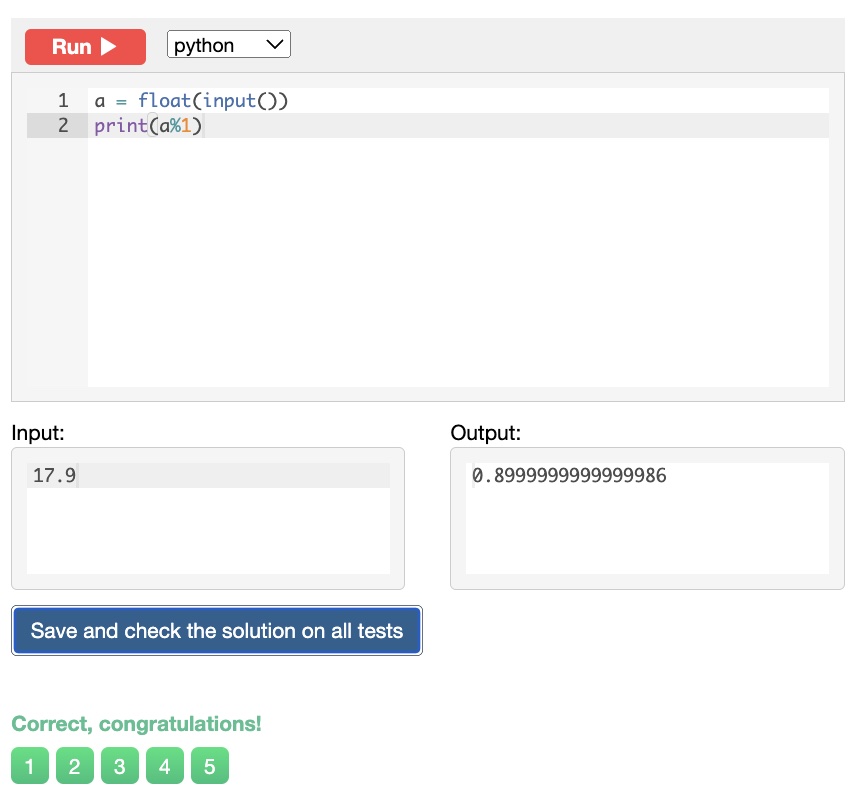 Run ▶ python
1 a = float(input())
2 print(a%1)
Input: Output:
17.9 0.8999999999999986
Save and check the solution on all tests
Correct, congratulations!
1 2 3 4 5